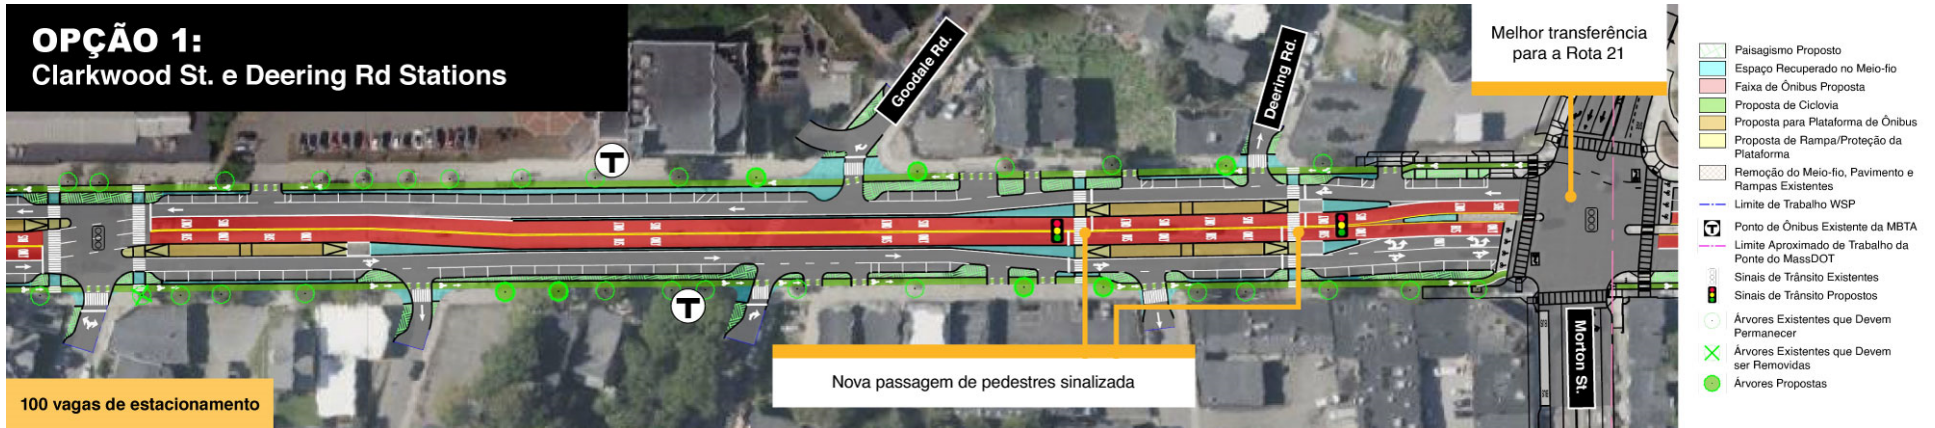 OPÇÃO 1:
Clarkwood St. e Deering Rd Stations
Goodale Rd.
Deering Rd.
Melhor transferência
para a Rota 21
T
T
Morton St.
Nova passagem de pedestres sinalizada
100 vagas de estacionamento
Paisagismo Proposto
Espaço Recuperado no Meio-fio
Faixa de Ônibus Proposta
Proposta de Ciclovia
Proposta para Plataforma de Ônibus
Proposta de Rampa/Proteção da
Plataforma
Remoção do Meio-fio, Pavimento e
Rampas Existentes
Limite de Trabalho WSP
T
Ponto de Ônibus Existente da MBTA
Limite Aproximado de Trabalho da
Ponte do MassDOT
Sinais de Trânsito Existentes
Sinais de Trânsito Propostos
Árvores Existentes que Devem
Permanecer
Árvores Existentes que Devem
ser Removidas
Árvores Propostas